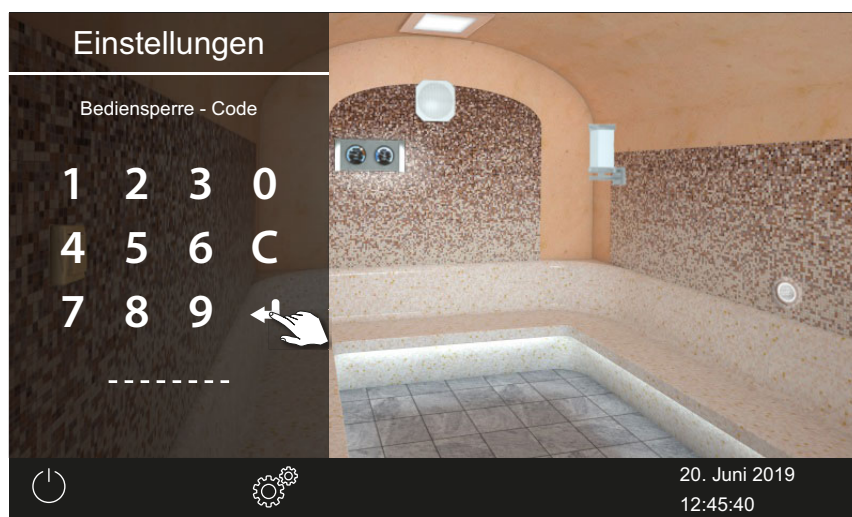 Einstellungen
Bediensperre - Code
1 2 3 0
4 5 6 C
7 8 9
--------
20. Juni 2019
12:45:40